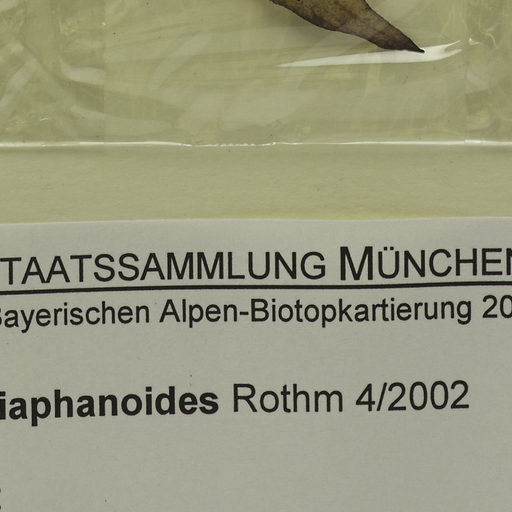 TAATSSAMMLUNG MÜNCHEN
Bayerischen Alpen-Biotopkartierung 20
iaphanoides Rothm 4/2002